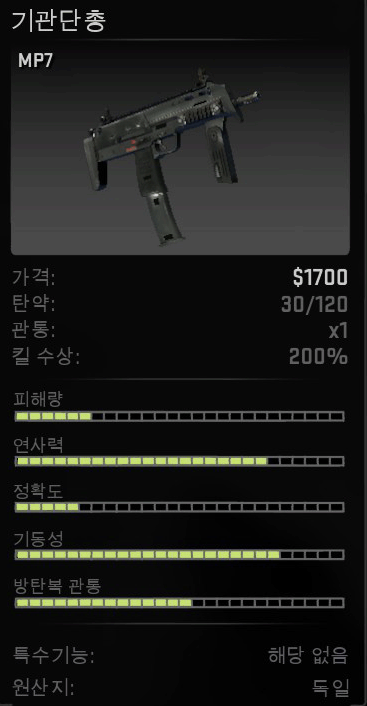 기관단총
MP7
가격: $1700
탄약: 30/120
관통: x1
킬 수상: 200%
피해량
연사력
정확도
기동성
방탄복 관통
특수기능: 해당 없음
원산지: 독일